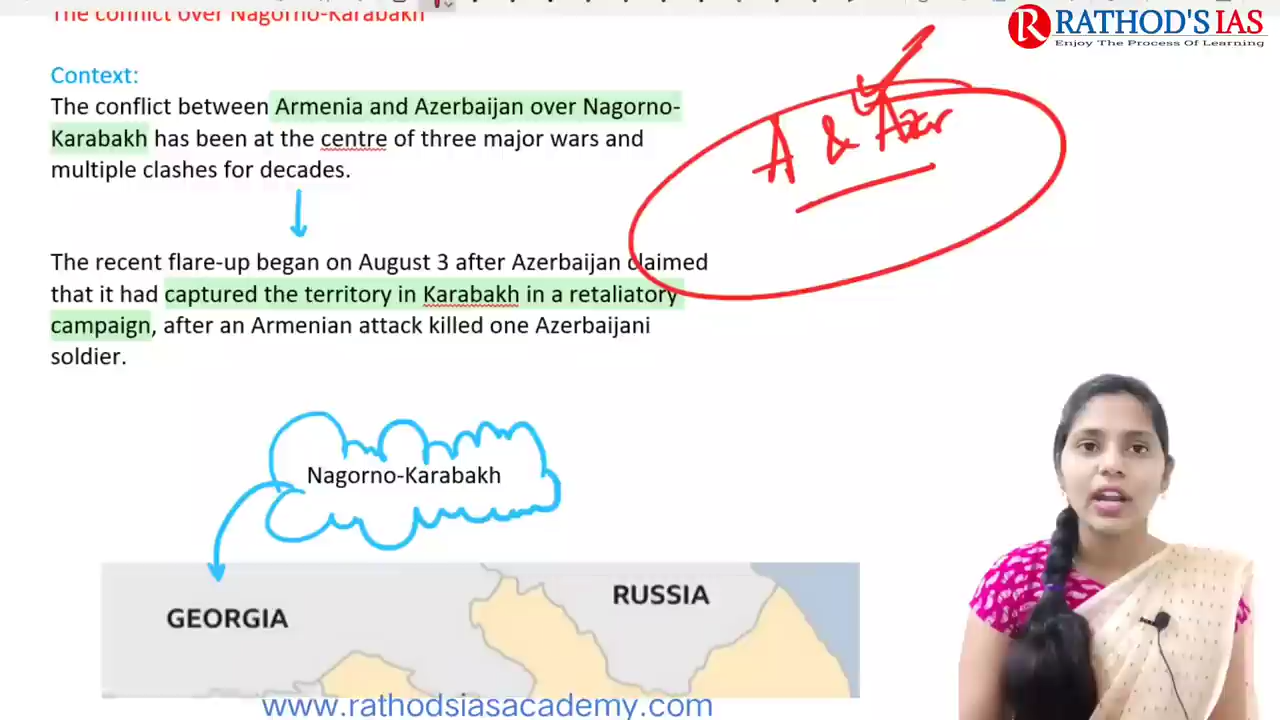 The conflict over Nagorno-Karabakh
RATHOD'S IAS
Enjoy The Process Of Learning
Context:
The conflict between Armenia and Azerbaijan over Nagorno-
Karabakh has been at the centre of three major wars and
multiple clashes for decades.
A & Azer
The recent flare-up began on August 3 after Azerbaijan claimed
that it had captured the territory in Karabakh in a retaliatory
campaign, after an Armenian attack killed one Azerbaijani
soldier.
Nagorno-Karabakh
GEORGIA
RUSSIA
www.rathodsiasacademy.com